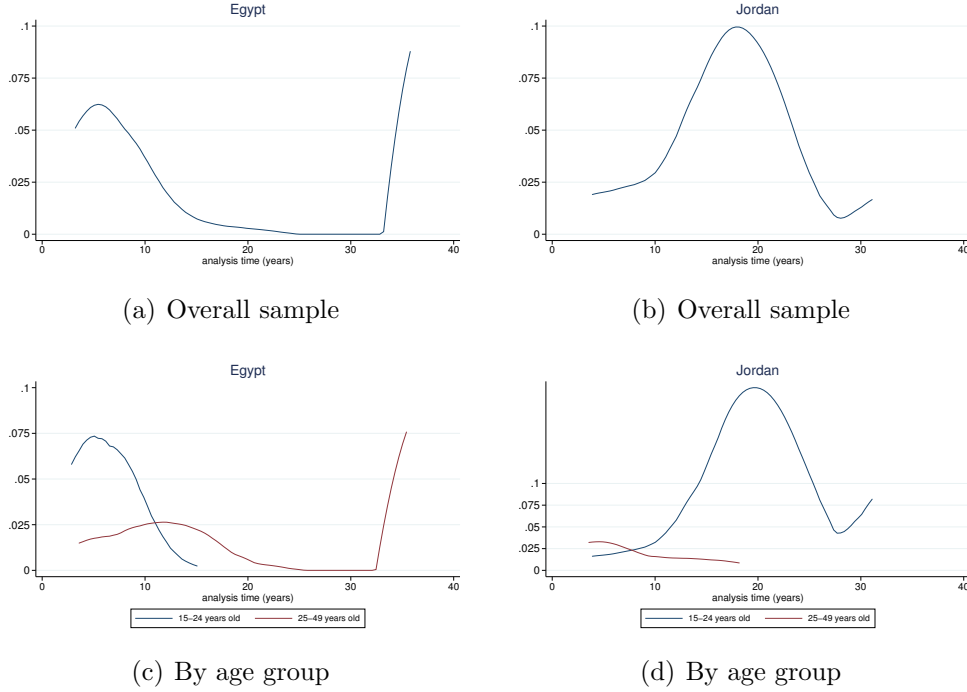 Egypt
.1
.075
.05
.025
0
0 10 20 30 40
analysis time (years)
(a) Overall sample
Jordan
.1
.075
.05
.025
0
0 10 20 30 40
analysis time (years)
(b) Overall sample
Egypt
.1
.075
.05
.025
0
0 10 20 30 40
analysis time (years)
15–24 years old 25–49 years old
(c) By age group
Jordan
.1
.075
.05
.025
0
0 10 20 30 40
analysis time (years)
15–24 years old 25–49 years old
(d) By age group